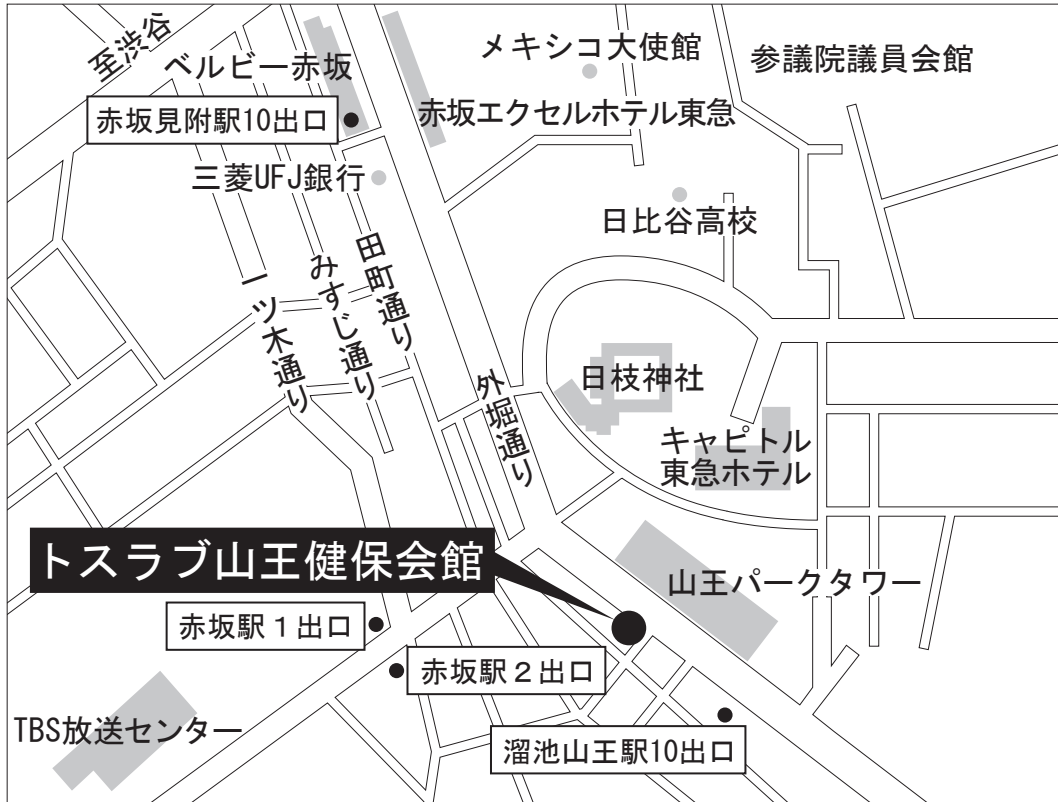 至渋谷
ベルビー赤坂
メキシコ大使館
参議院議員会館
赤坂見附駅10出口
赤坂エクセルホテル東急
三菱UFJ銀行
日比谷高校
田町通り
みすじ通り
一ツ木通り
外堀通り
日枝神社
キャピトル
東急ホテル
トスラブ山王健保会館
山王パークタワー
赤坂駅1出口
赤坂駅2出口
TBS放送センター
溜池山王駅10出口